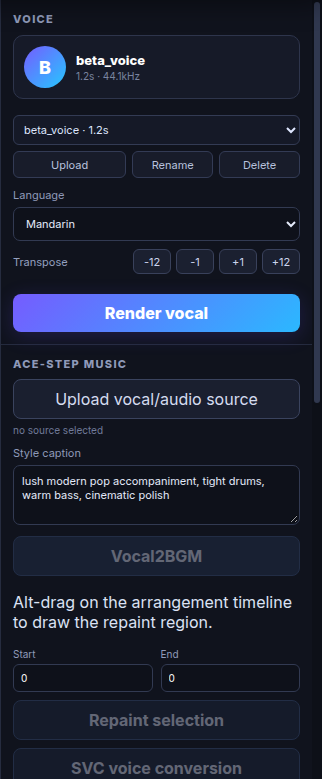 VOICE
B
beta_voice
1.2s · 44.1kHz
beta_voice · 1.2s
Upload Rename Delete
Language
Mandarin
Transpose -12 -1 +1 +12
Render vocal
ACE-STEP MUSIC
Upload vocal/audio source
no source selected
Style caption
lush modern pop accompaniment, tight drums,
warm bass, cinematic polish
Vocal2BGM
Alt-drag on the arrangement timeline
to draw the repaint region.
Start End
0 0
Repaint selection
SVC voice conversion